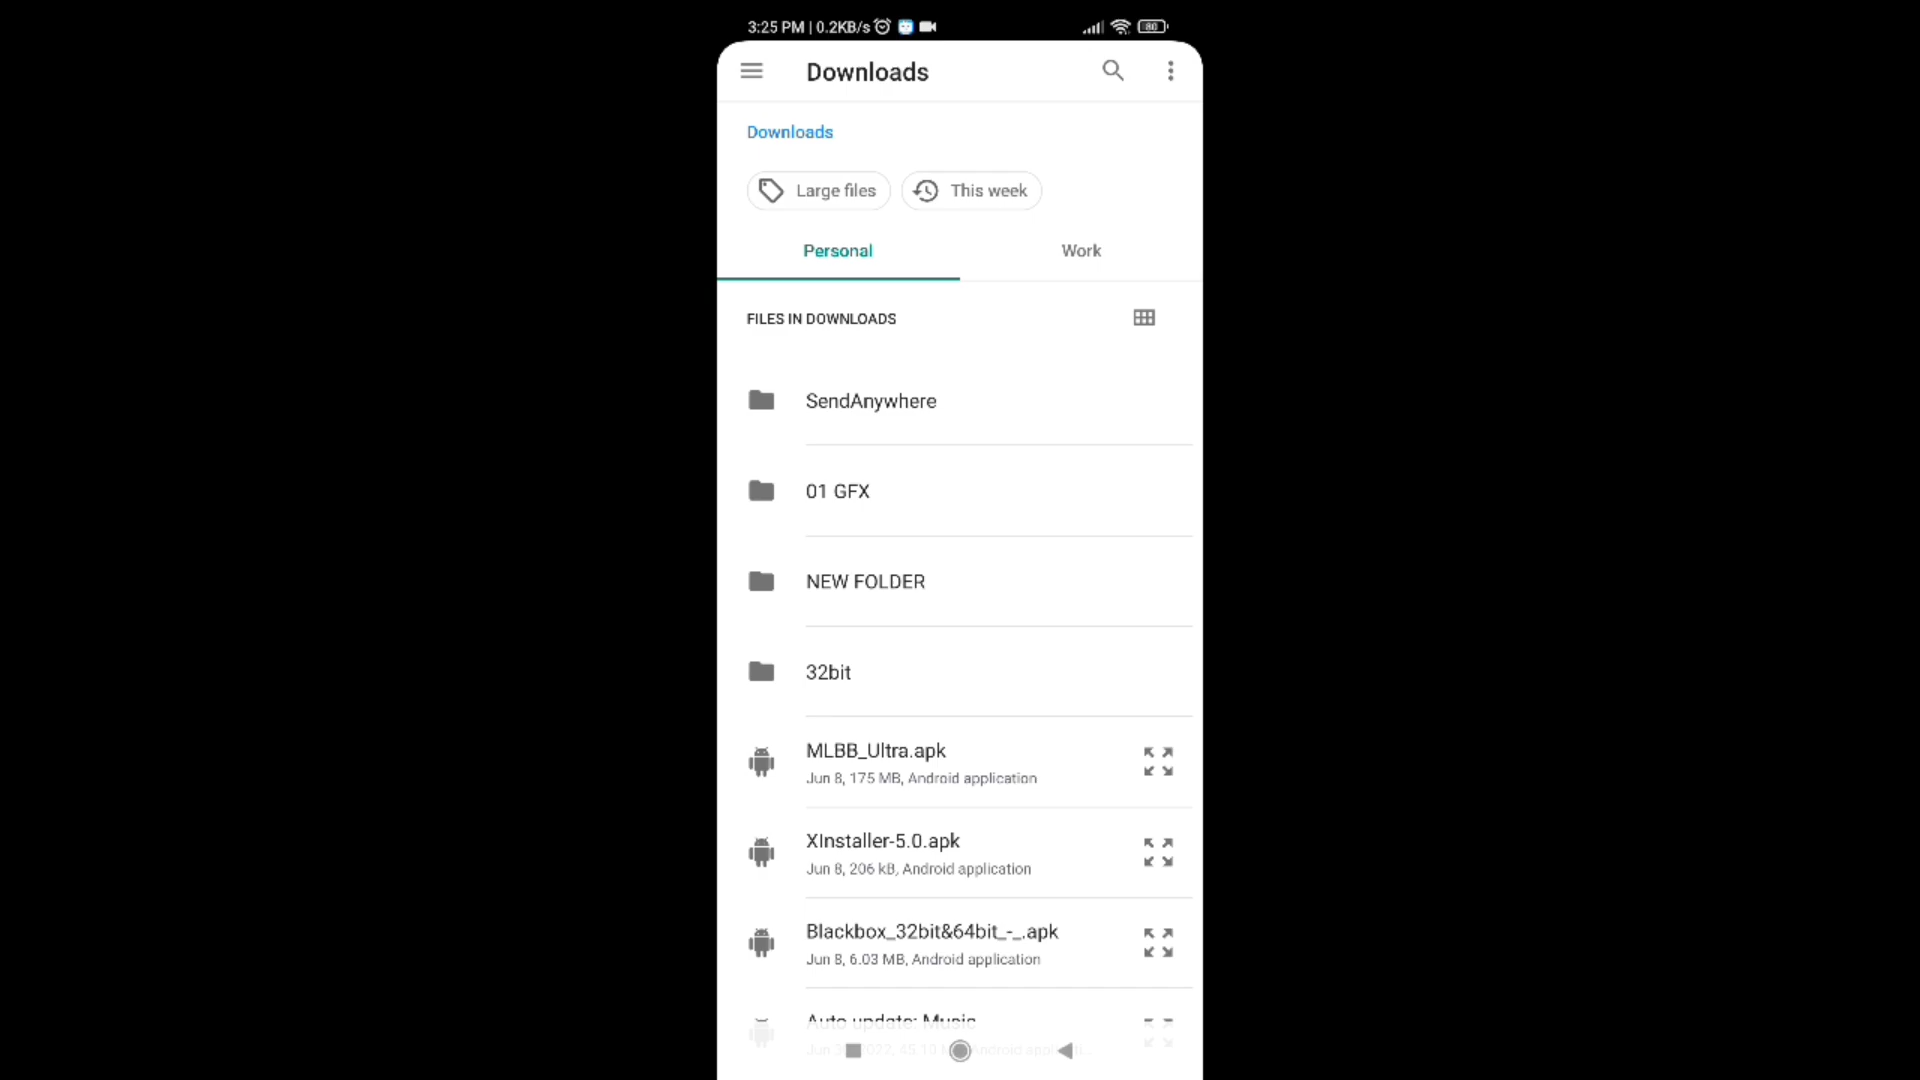 3:25 PM | 0.2KB/s 80
Downloads
Downloads
Large files This week
Personal Work
FILES IN DOWNLOADS
SendAnywhere
01 GFX
NEW FOLDER
32bit
MLBB_Ultra.apk
Jun 8, 175 MB, Android application
XInstaller-5.0.apk
Jun 8, 206 kB, Android application
Blackbox_32bit&64bit_-_.apk
Jun 8, 6.03 MB, Android application
Auto update: Music